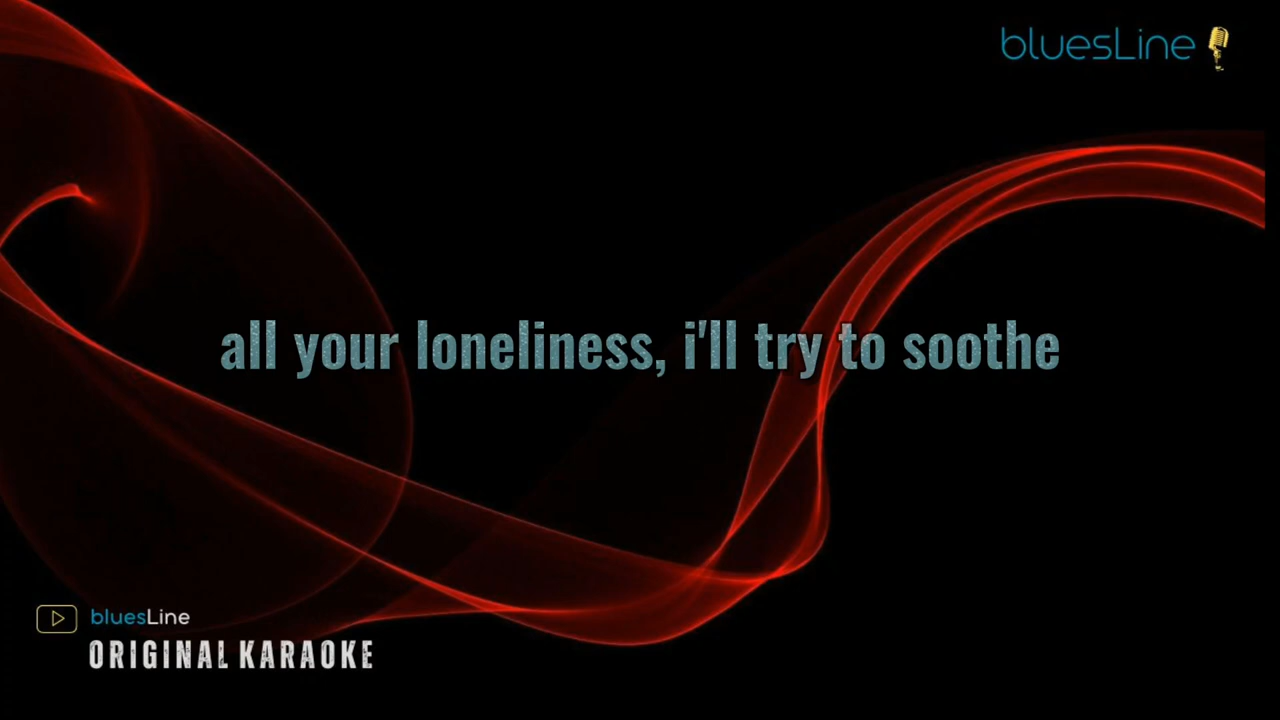 bluesLine
all your loneliness, i'll try to soothe
bluesLine
ORIGINAL KARAOKE